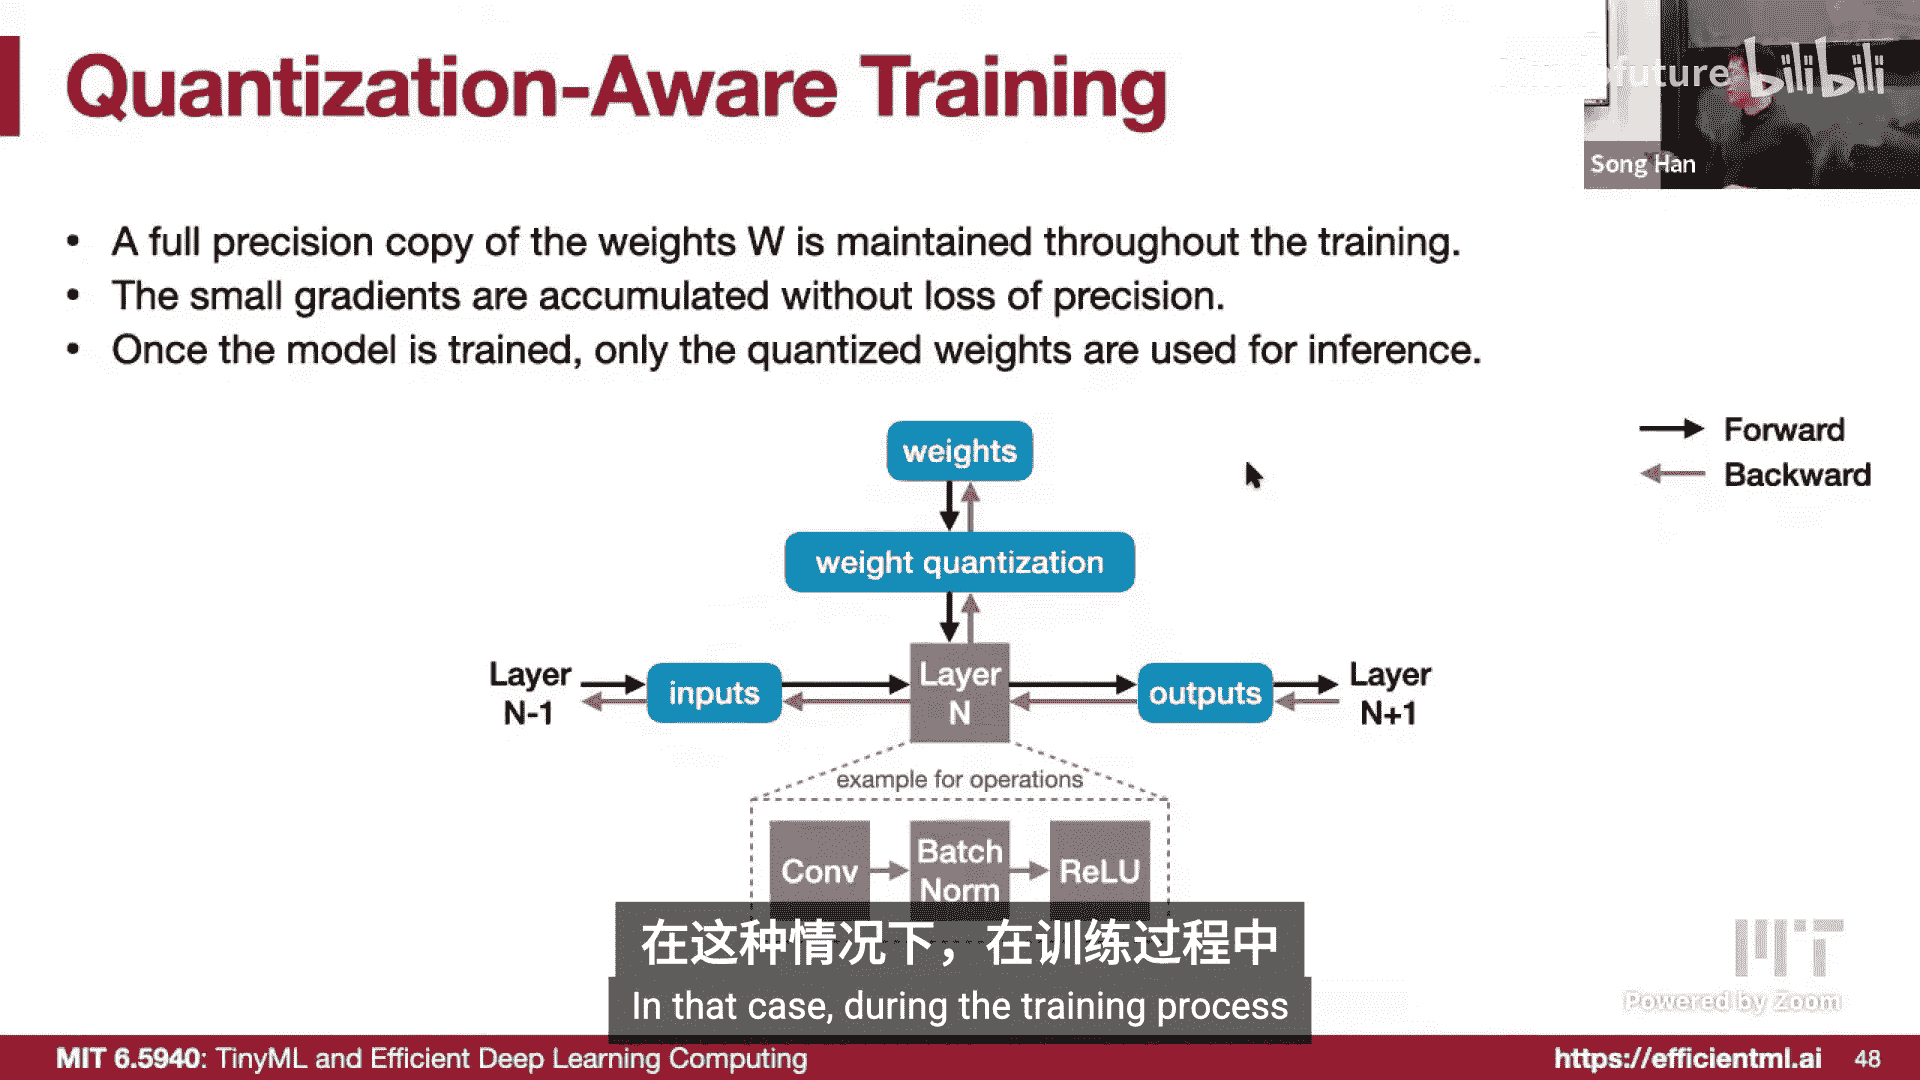 Quantization-Aware Training
future bilibili
Song Han
• A full precision copy of the weights W is maintained throughout the training.
• The small gradients are accumulated without loss of precision.
• Once the model is trained, only the quantized weights are used for inference.
Forward
Backward
weights
weight quantization
Layer
N-1
inputs
Layer
N
outputs
Layer
N+1
example for operations
Conv
Batch
Norm
ReLU
在这种情况下，在训练过程中
In that case, during the training process
MIT
Powered by Zoom
MIT 6.5940: TinyML and Efficient Deep Learning Computing
https://efficientml.ai
48